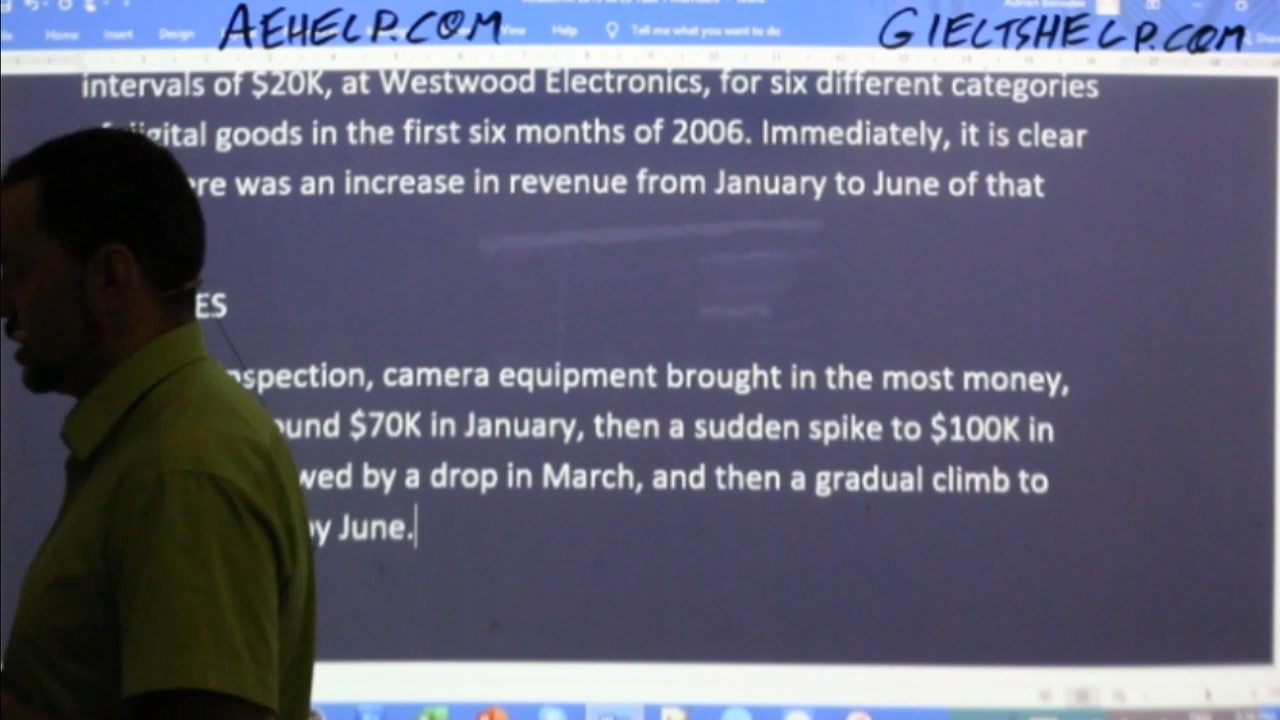 AEHELP.COM
GIELTSHELP.COM
Home Insert Design View Help Tell me what you want to do
intervals of $20K, at Westwood Electronics, for six different categories
digital goods in the first six months of 2006. Immediately, it is clear
was an increase in revenue from January to June of that
ES
nspection, camera equipment brought in the most money,
und $70K in January, then a sudden spike to $100K in
wed by a drop in March, and then a gradual climb to
by June.